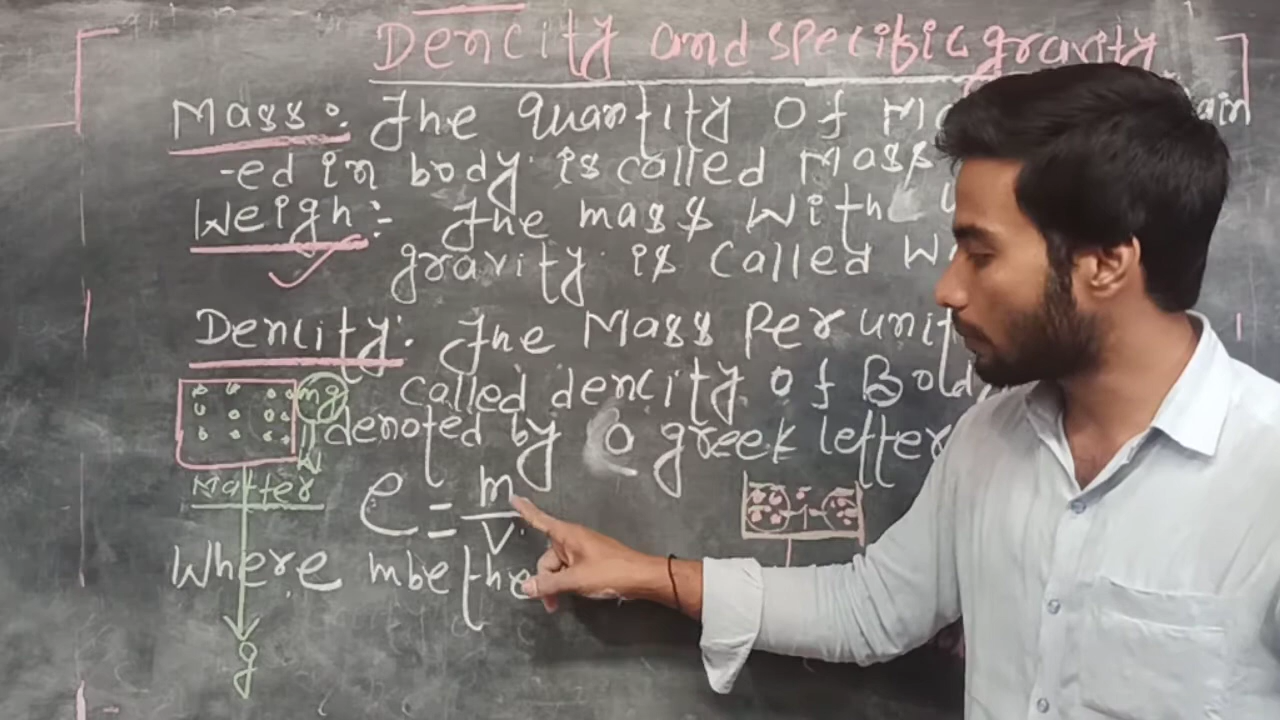 Dencity and specific gravity
Mass: The quantity of
-ed in body is called Mass
Weigh:- The mass with
gravity is called
Dencity: The Mass Per unit
called dencity of Body
denoted by greek letter
mg
W
Matter
e = m
v
Where m be the
g